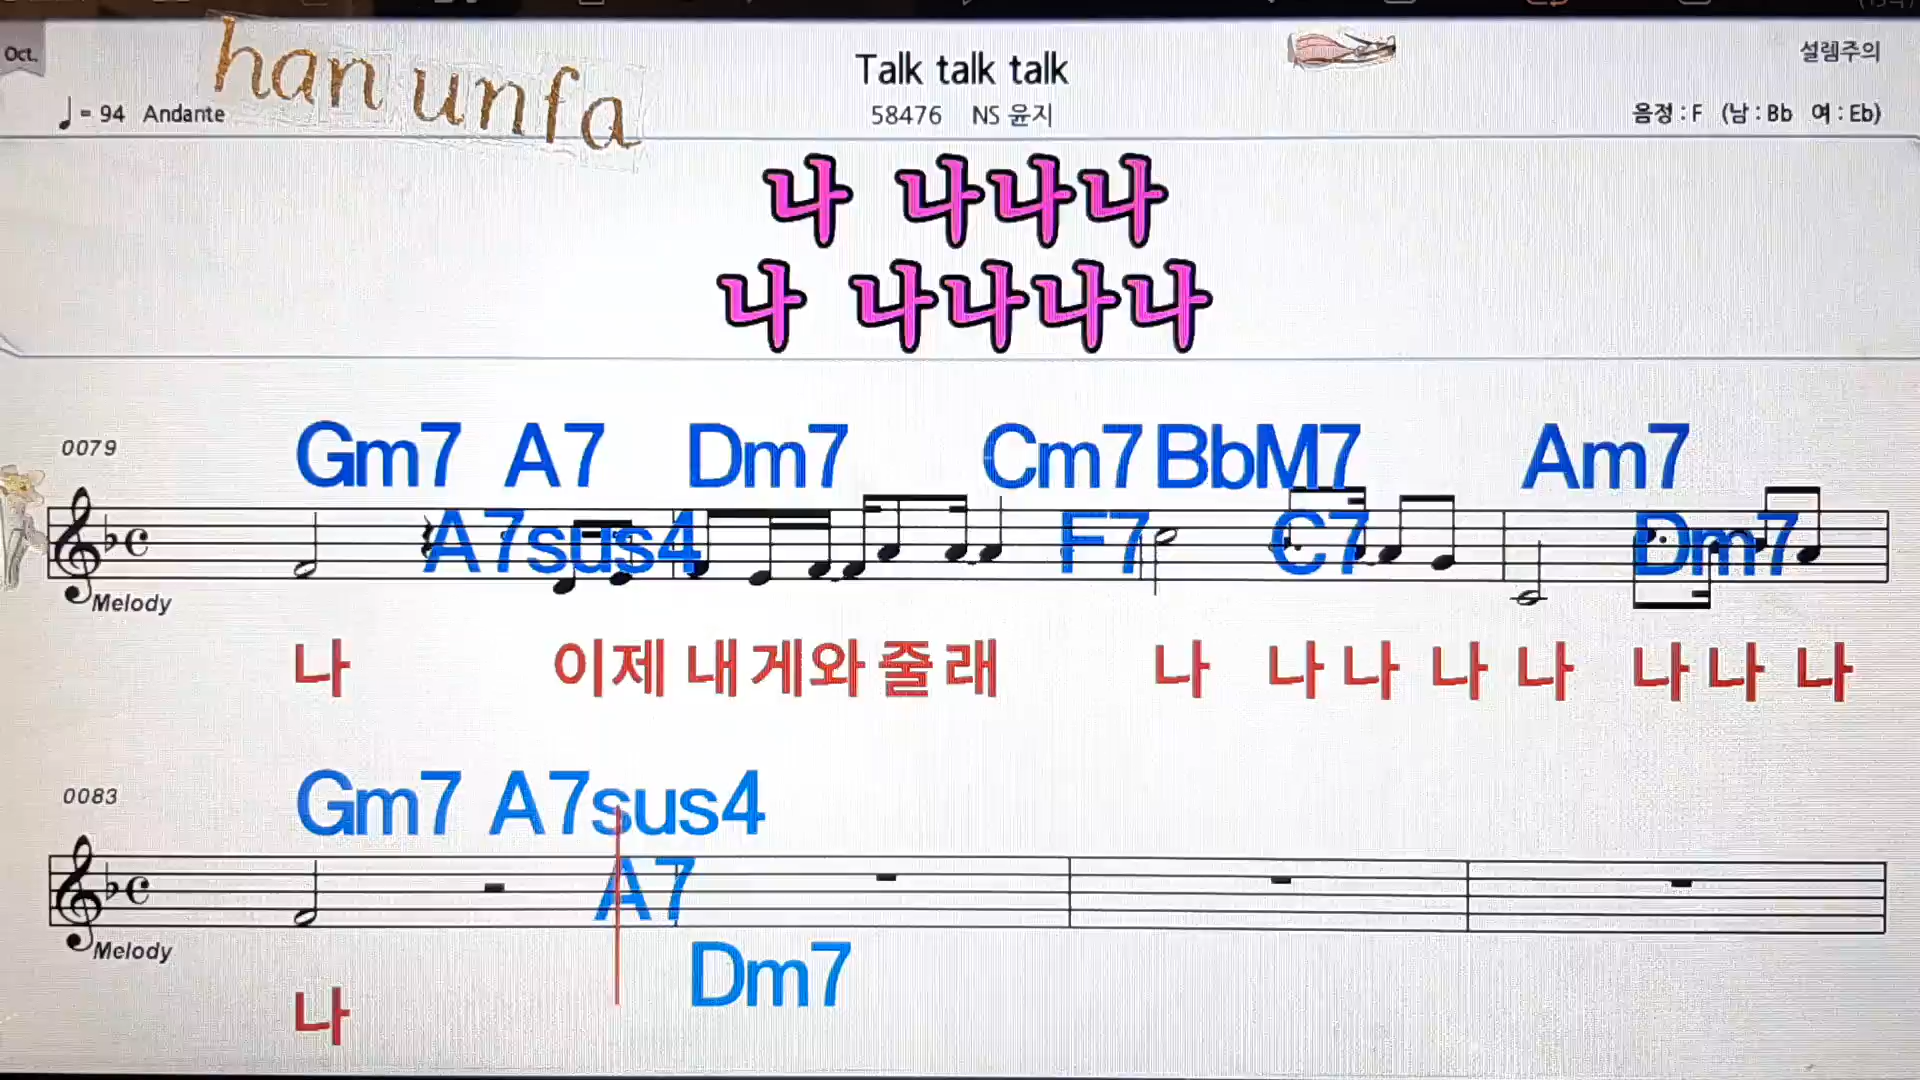 Oct.
han unfa
Talk talk talk
설렘주의
♩= 94 Andante
58476 NS 윤지
음정 : F (남 : Bb 여 : Eb)
나 나나나
나 나나나나
0079
Gm7 A7 Dm7 Cm7 BbM7 Am7
A7sus4 F7 C7 Dm7
Melody
나 이제 내게와 줄래 나 나 나 나 나 나 나 나
0083
Gm7 A7sus4
A7
Melody
Dm7
나